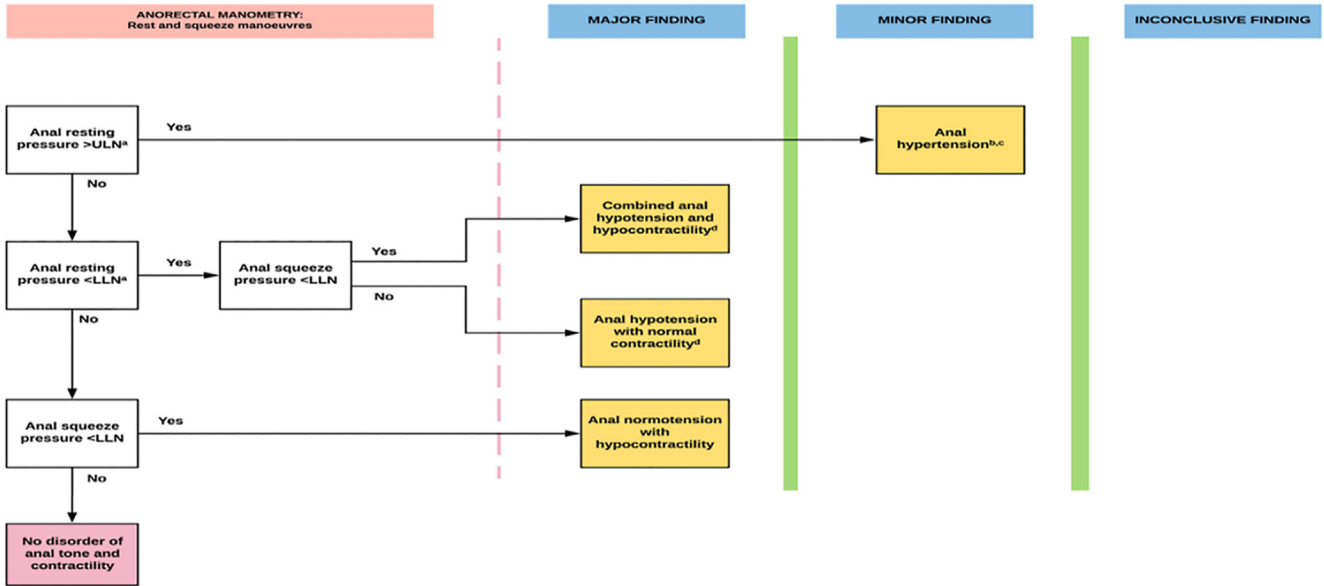 ANORECTAL MANOMETRY:
Rest and squeeze manoeuvres
MAJOR FINDING
MINOR FINDING
INCONCLUSIVE FINDING
Anal resting
pressure >ULNᵃ
Yes
Anal
hypertensionᵇ,ᶜ
No
Combined anal
hypotension and
hypocontractilityᵈ
Anal resting
pressure <LLNᵃ
Yes
Anal squeeze
pressure <LLN
Yes
No
Anal hypotension
with normal
contractilityᵈ
No
Anal squeeze
pressure <LLN
Yes
Anal normotension
with
hypocontractility
No
No disorder of
anal tone and
contractility